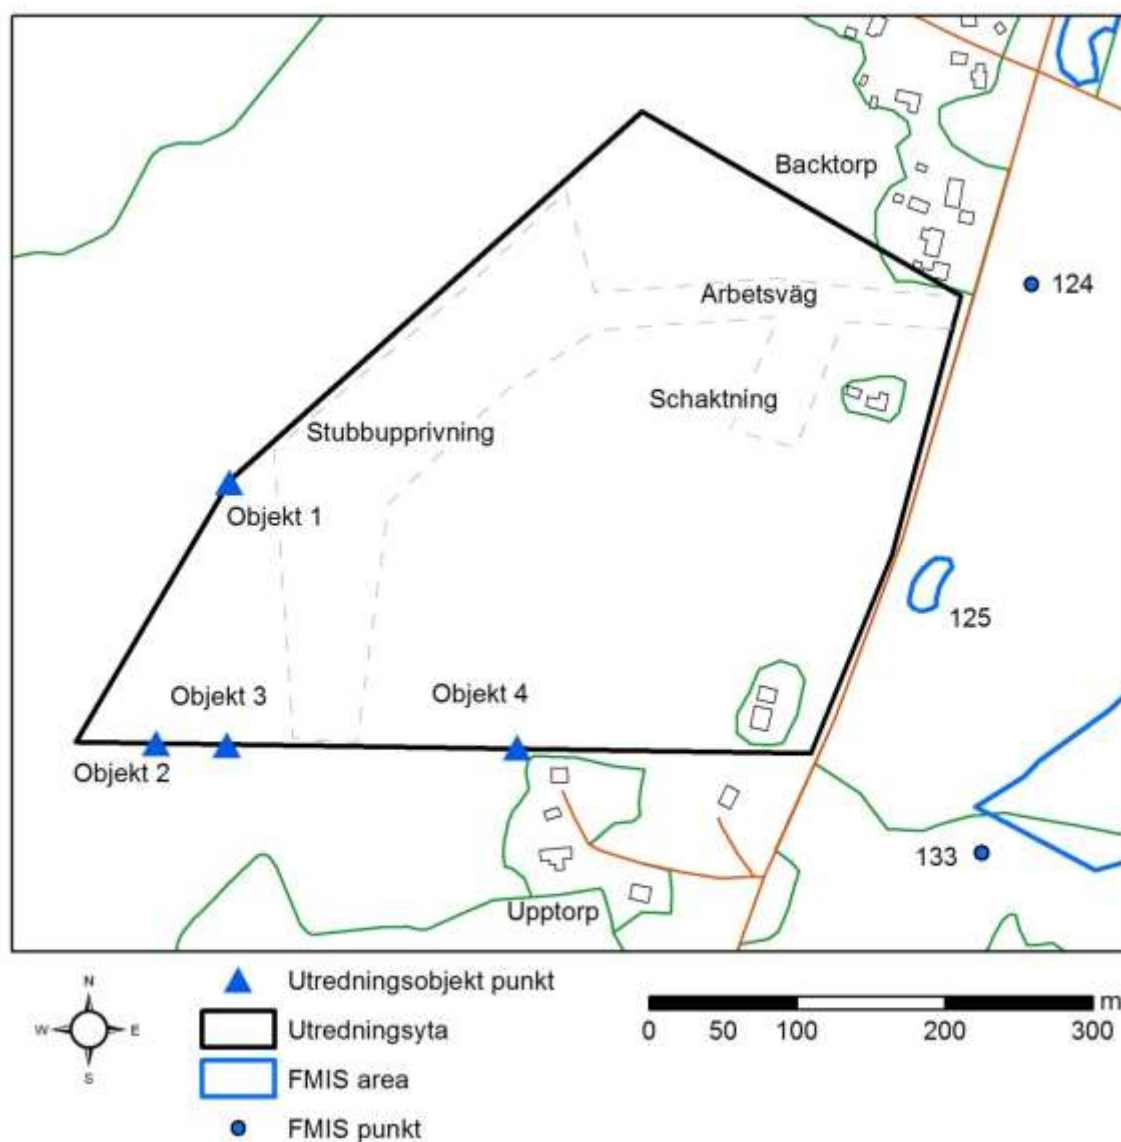 Backtorp
124
Arbetsväg
Schaktning
Stubbupprivning
Objekt 1
125
Objekt 3
Objekt 4
Objekt 2
133
Upptorp
N
W
E
S
Utredningsobjekt punkt
Utredningsyta
FMIS area
FMIS punkt
m
0 50 100 200 300